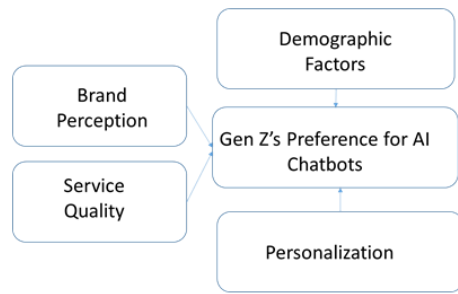 Demographic
Factors
Brand
Perception
Gen Z's Preference for AI
Chatbots
Service
Quality
Personalization